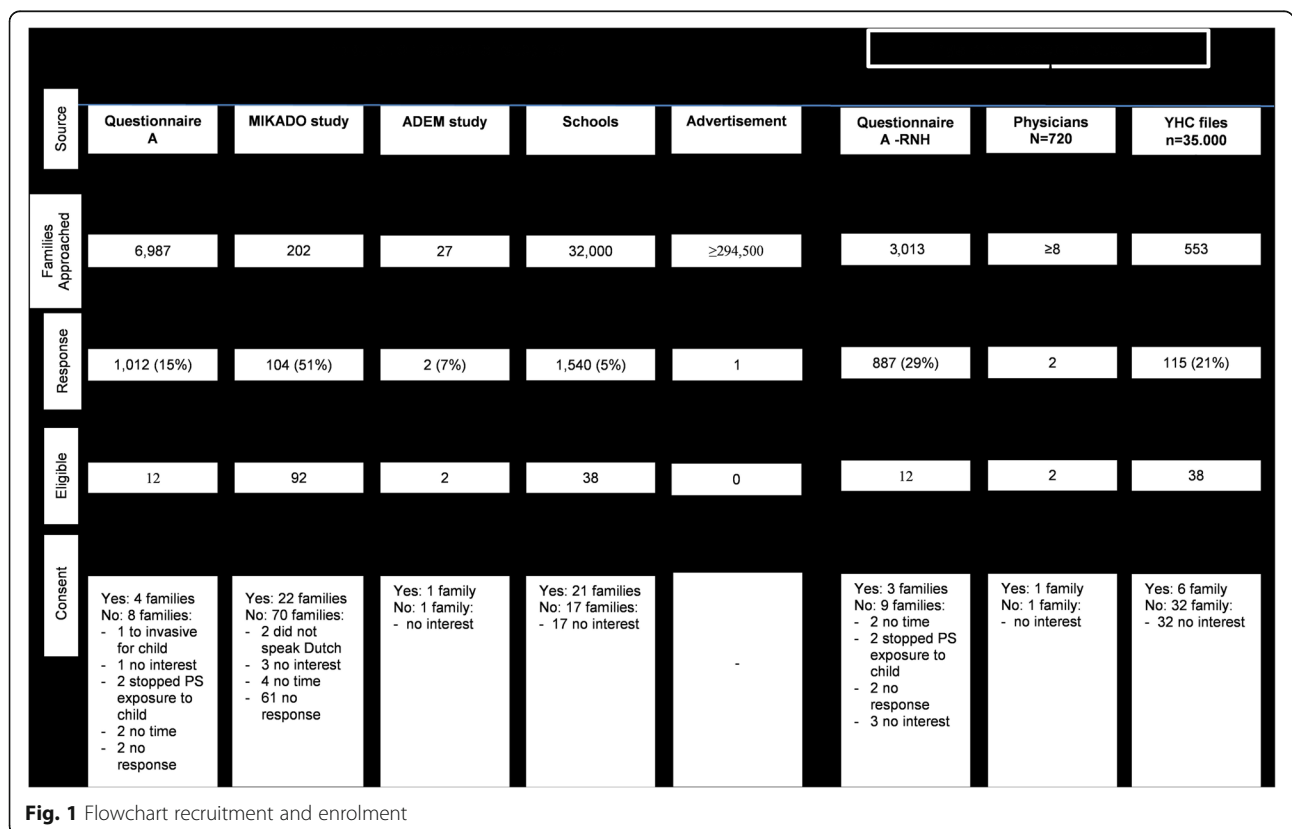 Source
Questionnaire
A
MIKADO study
ADEM study
Schools
Advertisement
Questionnaire
A -RNH
Physicians
N=720
YHC files
n=35.000
Families
Approached
6,987
202
27
32,000
≥294,500
3,013
≥8
553
Response
1,012 (15%)
104 (51%)
2 (7%)
1,540 (5%)
1
887 (29%)
2
115 (21%)
Eligible
12
92
2
38
0
12
2
38
Consent
Yes: 4 families
No: 8 families:
- 1 to invasive
for child
- 1 no interest
- 2 stopped PS
exposure to
child
- 2 no time
- 2 no
response
Yes: 22 families
No: 70 families:
- 2 did not
speak Dutch
- 3 no interest
- 4 no time
- 61 no
response
Yes: 1 family
No: 1 family:
- no interest
Yes: 21 families
No: 17 families:
- 17 no interest
-
Yes: 3 families
No: 9 families:
- 2 no time
- 2 stopped PS
exposure to
child
- 2 no
response
- 3 no interest
Yes: 1 family
No: 1 family:
- no interest
Yes: 6 family
No: 32 family:
- 32 no interest
Fig. 1 Flowchart recruitment and enrolment